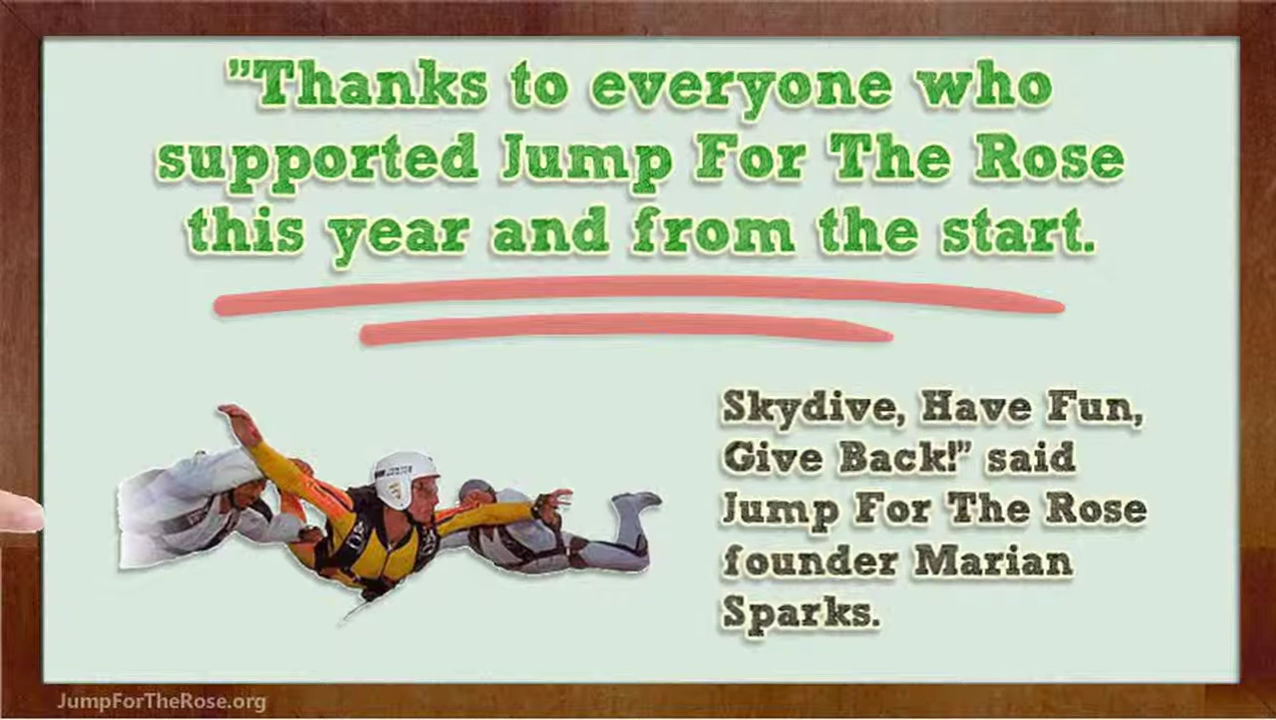 ”Thanks to everyone who
supported Jump For The Rose
this year and from the start.
Skydive, Have Fun,
Give Back!” said
Jump For The Rose
founder Marian
Sparks.
JumpForTheRose.org